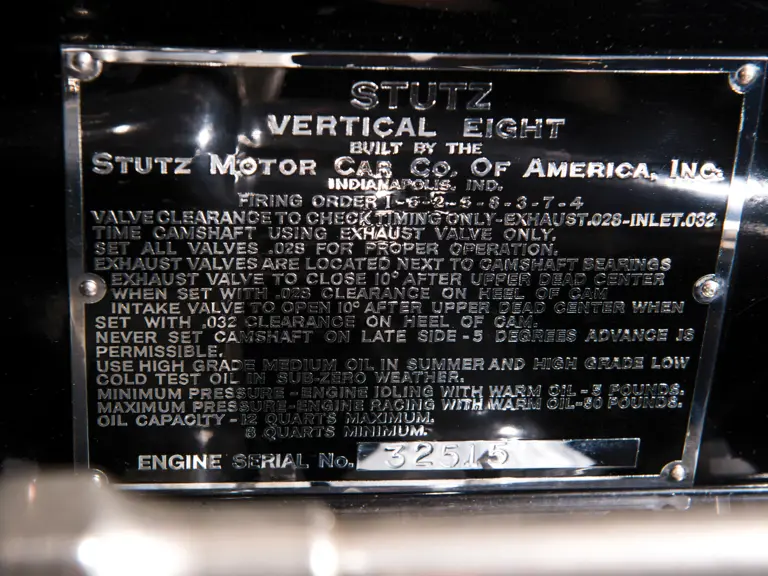 STUTZ
VERTICAL EIGHT
BUILT BY THE
STUTZ MOTOR CAR CO. OF AMERICA, INC.
INDIANAPOLIS, IND.
FIRING ORDER 1-6-2-5-8-3-7-4
VALVE CLEARANCE TO CHECK TIMING ONLY-EXHAUST.028-INLET.032
TIME CAMSHAFT USING EXHAUST VALVE ONLY.
SET ALL VALVES .028 FOR PROPER OPERATION.
EXHAUST VALVES ARE LOCATED NEXT TO CAMSHAFT BEARINGS
EXHAUST VALVE TO CLOSE 10° AFTER UPPER DEAD CENTER
WHEN SET WITH .028 CLEARANCE ON HEEL OF CAM
INTAKE VALVE TO OPEN 10° AFTER UPPER DEAD CENTER WHEN
SET WITH .032 CLEARANCE ON HEEL OF CAM.
NEVER SET CAMSHAFT ON LATE SIDE-5 DEGREES ADVANCE IS
PERMISSIBLE.
USE HIGH GRADE MEDIUM OIL IN SUMMER AND HIGH GRADE LOW
COLD TEST OIL IN SUB-ZERO WEATHER.
MINIMUM PRESSURE-ENGINE IDLING WITH WARM OIL-5 POUNDS.
MAXIMUM PRESSURE-ENGINE RACING WITH WARM OIL-60 POUNDS.
OIL CAPACITY-12 QUARTS MAXIMUM.
8 QUARTS MINIMUM.
ENGINE SERIAL No. 32515